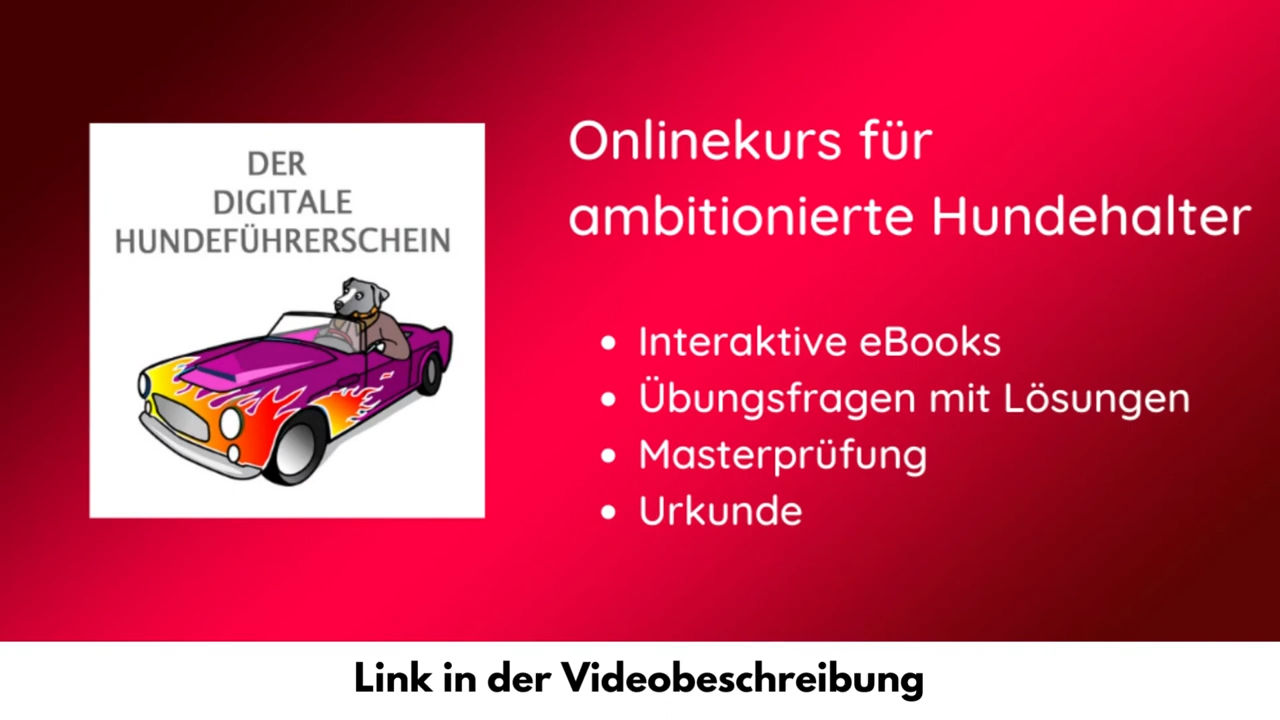 DER
DIGITALE
HUNDEFÜHRERSCHEIN
Onlinekurs für
ambitionierte Hundehalter
• Interaktive eBooks
• Übungsfragen mit Lösungen
• Masterprüfung
• Urkunde
Link in der Videobeschreibung